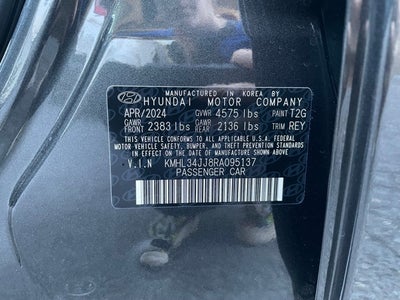 MANUFACTURED IN KOREA BY
HYUNDAI MOTOR COMPANY
APR/2024 GVWR 4575 lbs PAINT T2G
GAWR FRONT 2383 lbs GAWR REAR 2136 lbs TRIM REY
THIS VEHICLE CONFORMS TO ALL APPLICABLE U.S.A. FEDERAL
MOTOR VEHICLE SAFETY, BUMPER, AND THEFT PREVENTION STANDARDS
IN EFFECT ON THE DATE OF MANUFACTURE SHOWN ABOVE.
V.I.N KMHL34JJ8RA095137
PASSENGER CAR